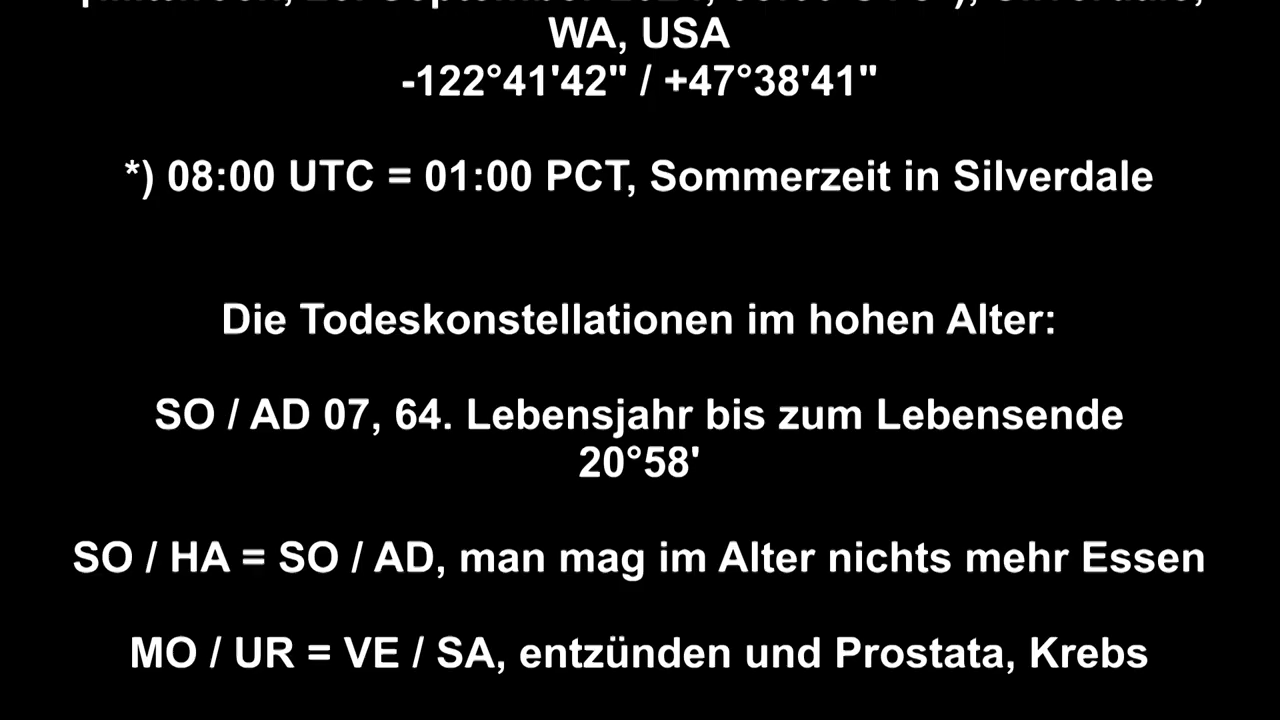 WA, USA
-122°41'42" / +47°38'41"
*) 08:00 UTC = 01:00 PCT, Sommerzeit in Silverdale
Die Todeskonstellationen im hohen Alter:
SO / AD 07, 64. Lebensjahr bis zum Lebensende
20°58'
SO / HA = SO / AD, man mag im Alter nichts mehr Essen
MO / UR = VE / SA, entzünden und Prostata, Krebs